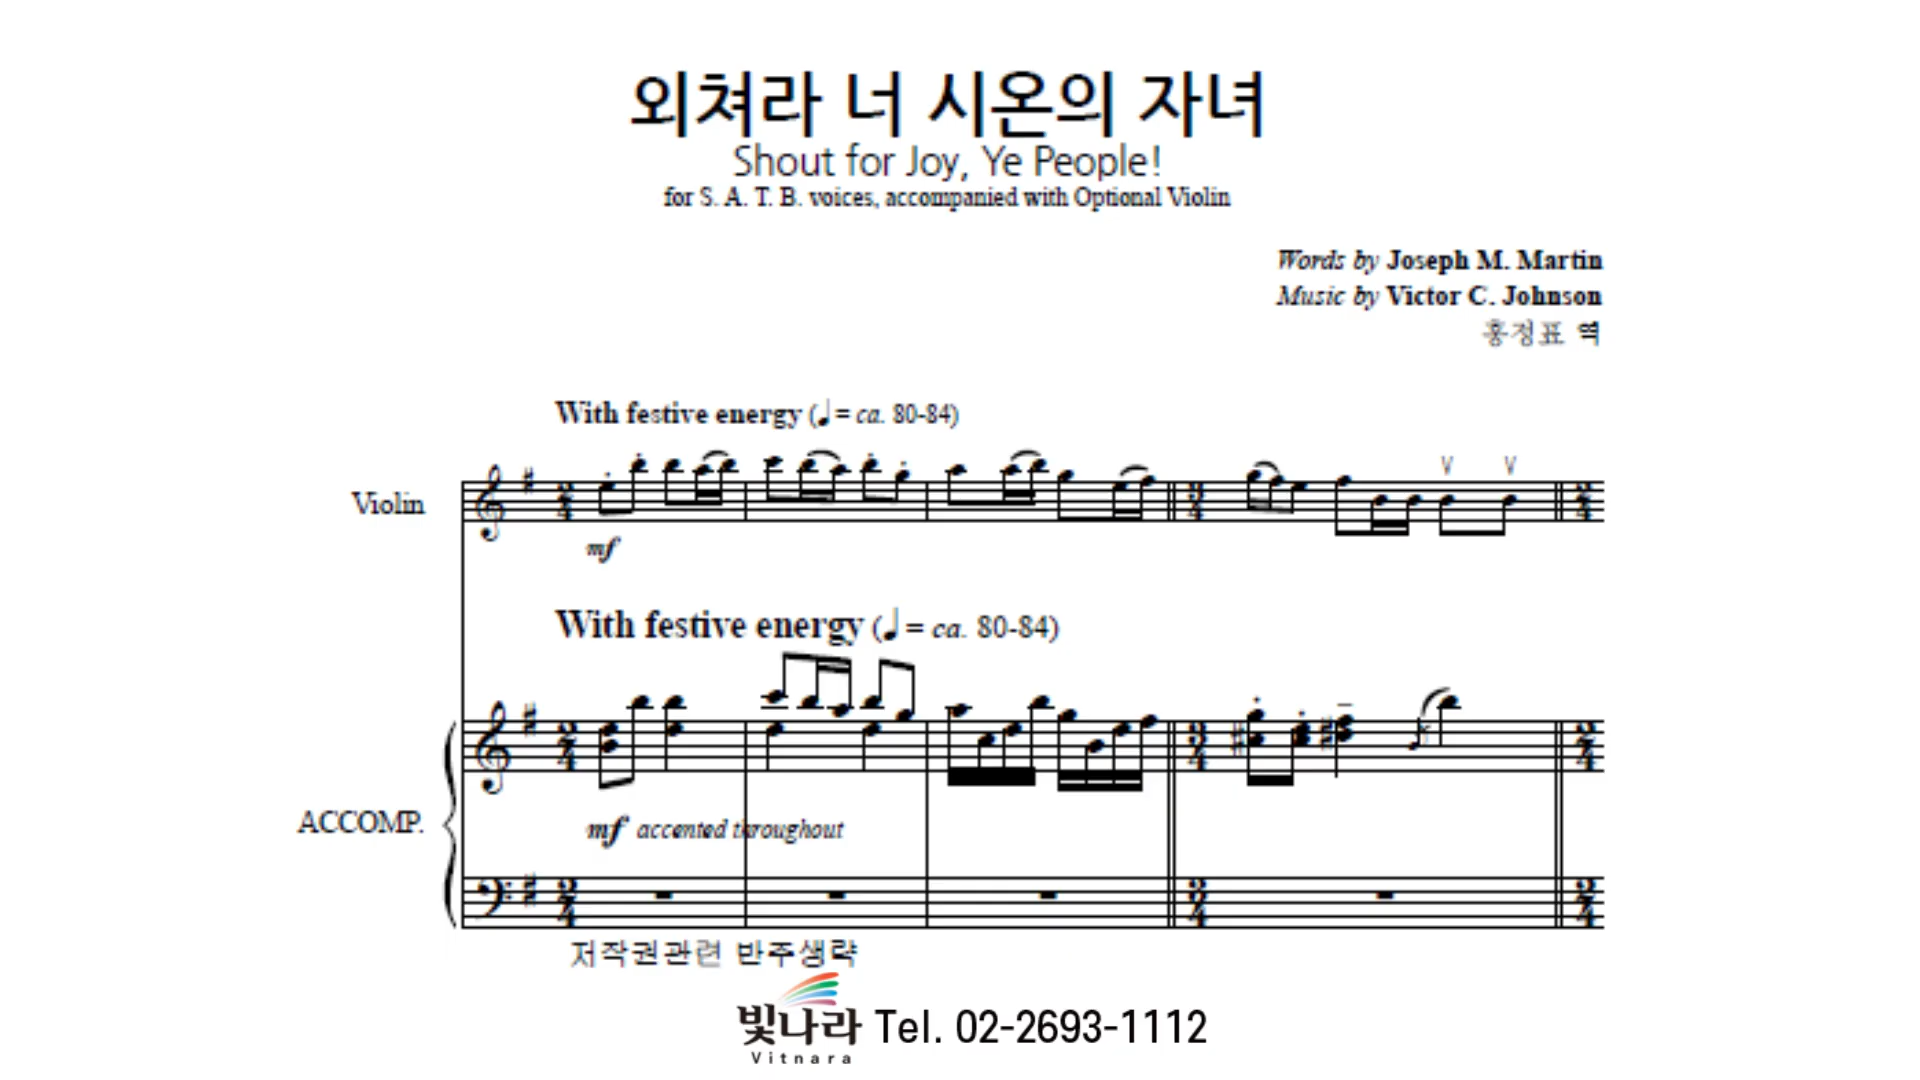 외쳐라 너 시온의 자녀
Shout for Joy, Ye People!
for S. A. T. B. voices, accompanied with Optional Violin
Words by Joseph M. Martin
Music by Victor C. Johnson
홍정표 역
With festive energy (♩= ca. 80-84)
Violin
mf
With festive energy (♩= ca. 80-84)
ACCOMP.
mf accented throughout
저작권관련 반주생략
빛나라 Tel. 02-2693-1112
Vitnara